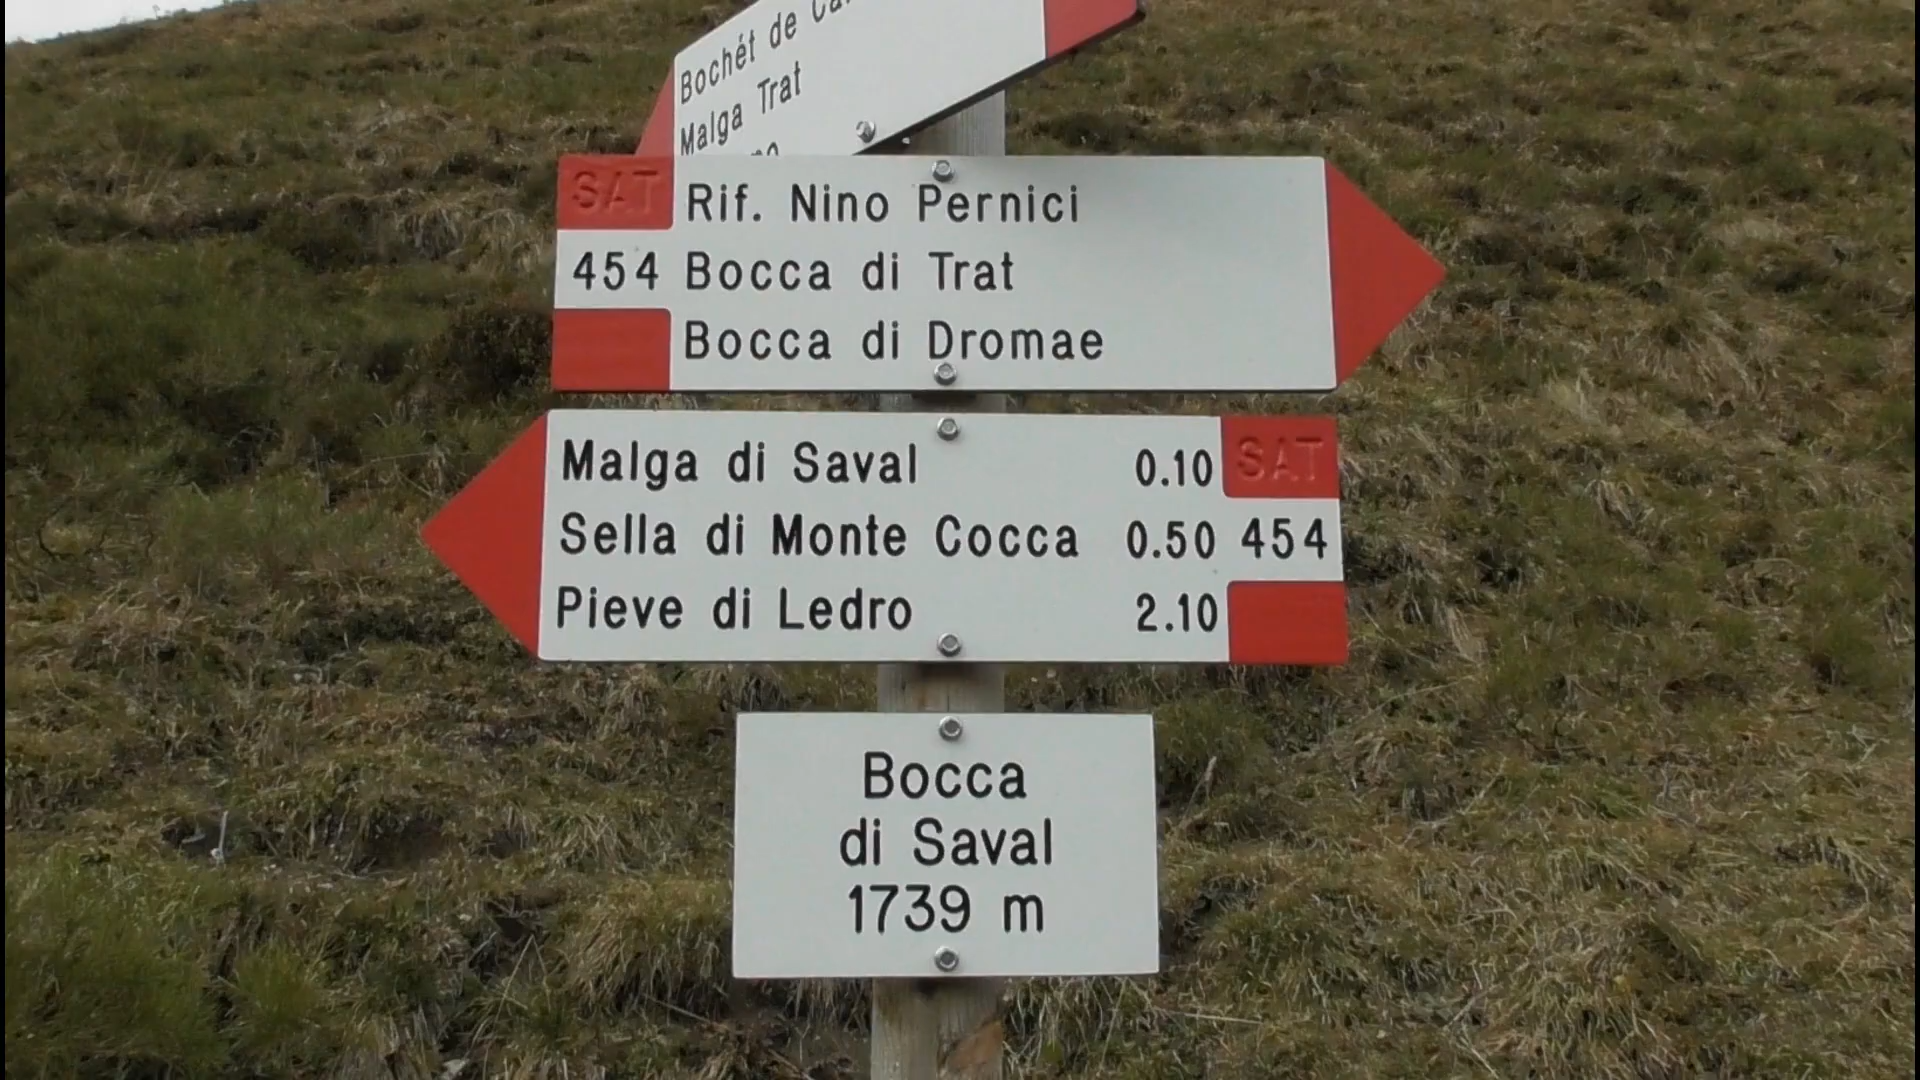 Bochét de
Malga Trat
SAT Rif. Nino Pernici
454 Bocca di Trat
Bocca di Dromae
Malga di Saval 0.10 SAT
Sella di Monte Cocca 0.50 454
Pieve di Ledro 2.10
Bocca
di Saval
1739 m